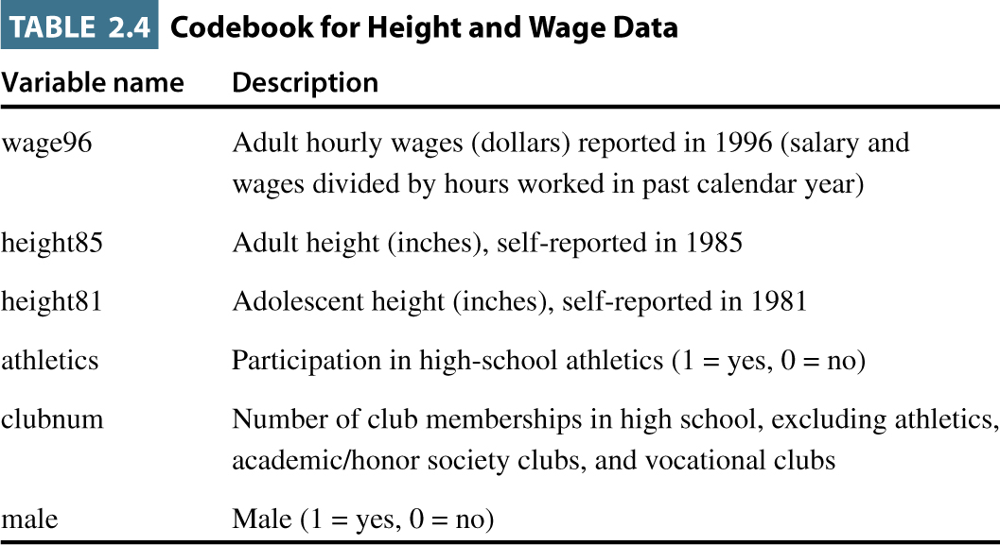 TABLE 2.4 Codebook for Height and Wage Data
Variable name Description
wage96 Adult hourly wages (dollars) reported in 1996 (salary and
wages divided by hours worked in past calendar year)
height85 Adult height (inches), self-reported in 1985
height81 Adolescent height (inches), self-reported in 1981
athletics Participation in high-school athletics (1 = yes, 0 = no)
clubnum Number of club memberships in high school, excluding athletics,
academic/honor society clubs, and vocational clubs
male Male (1 = yes, 0 = no)